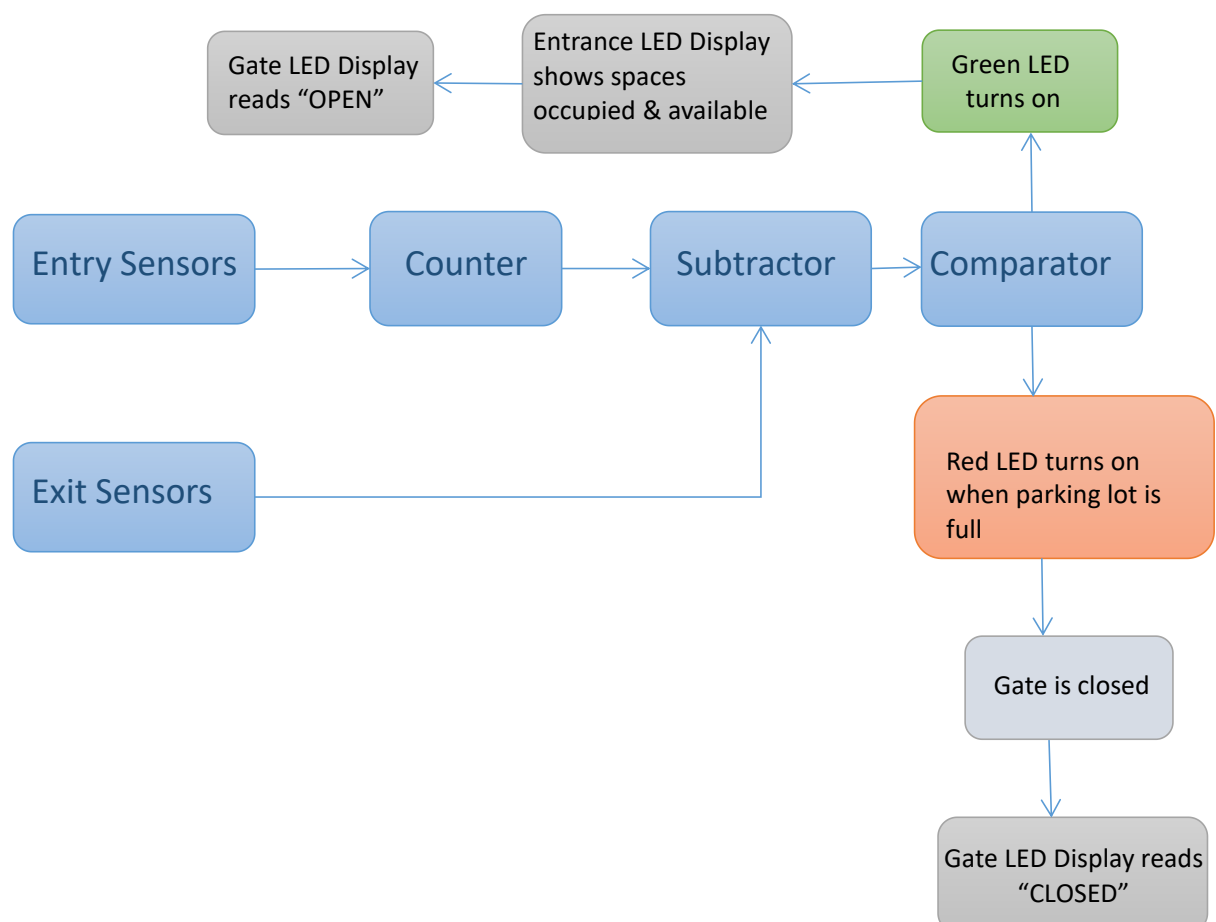 Gate LED Display
reads “OPEN”
Entrance LED Display
shows spaces
occupied & available
Green LED
turns on
Entry Sensors
Counter
Subtractor
Comparator
Exit Sensors
Red LED turns on
when parking lot is
full
Gate is closed
Gate LED Display reads
“CLOSED”